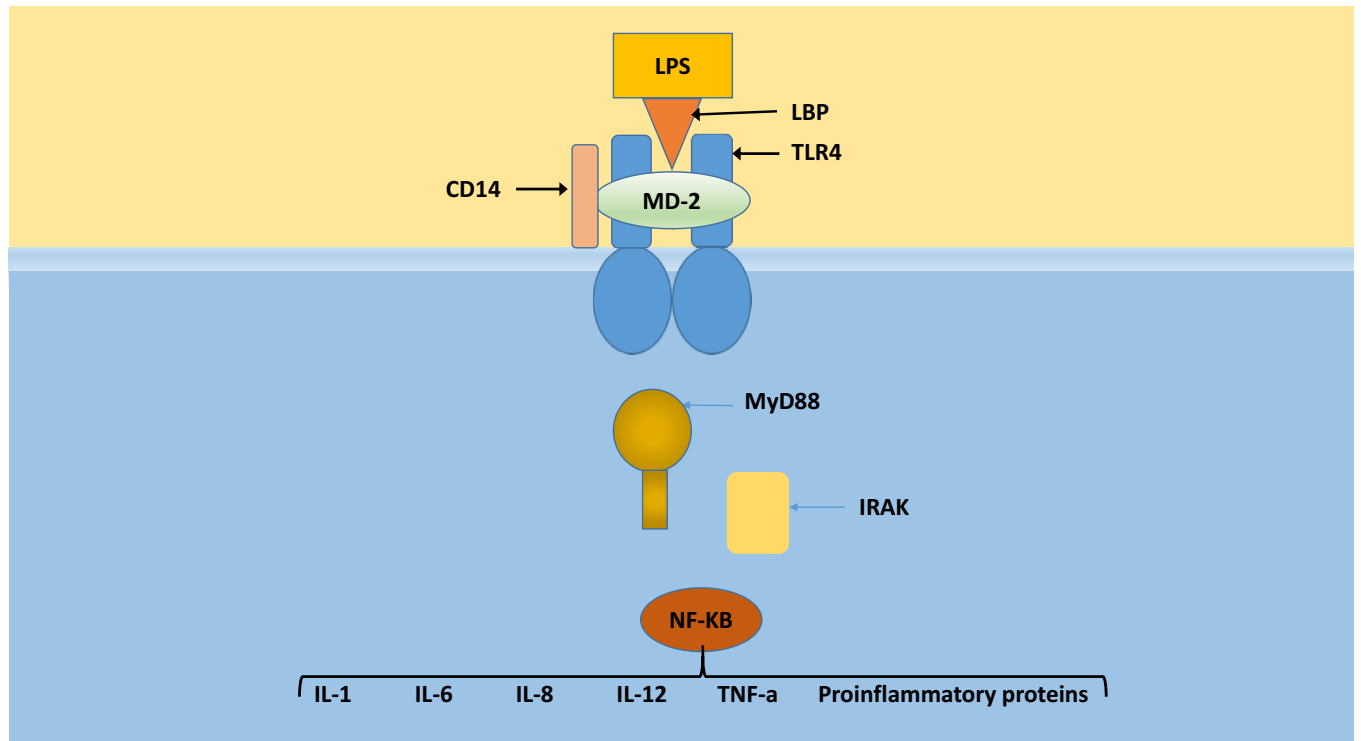 LPS
LBP
TLR4
CD14
MD-2
MyD88
IRAK
NF-KB
IL-1 IL-6 IL-8 IL-12 TNF-a Proinflammatory proteins